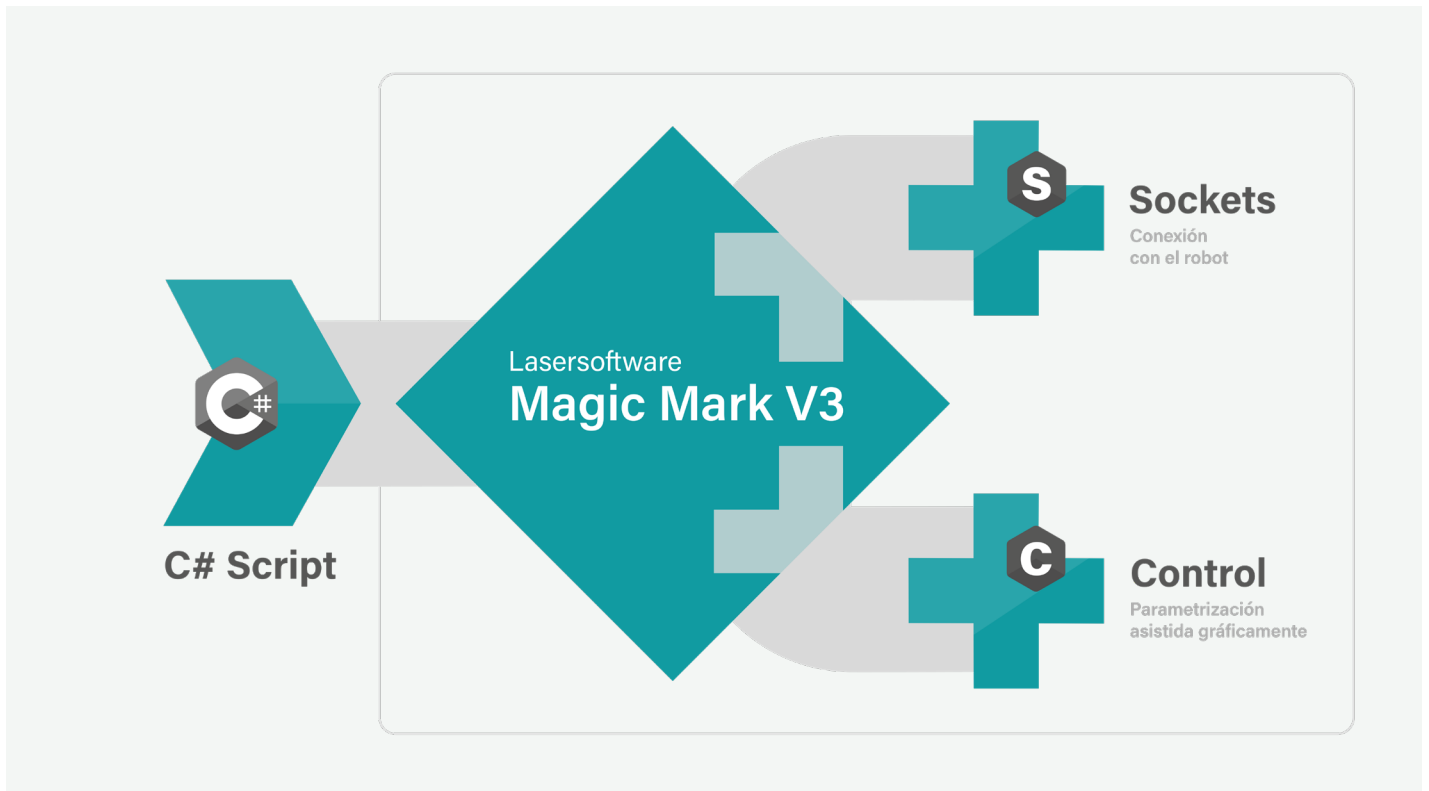 S
Sockets
Conexión
con el robot
C#
C# Script
Lasersoftware
Magic Mark V3
C
Control
Parametrización
asistida gráficamente